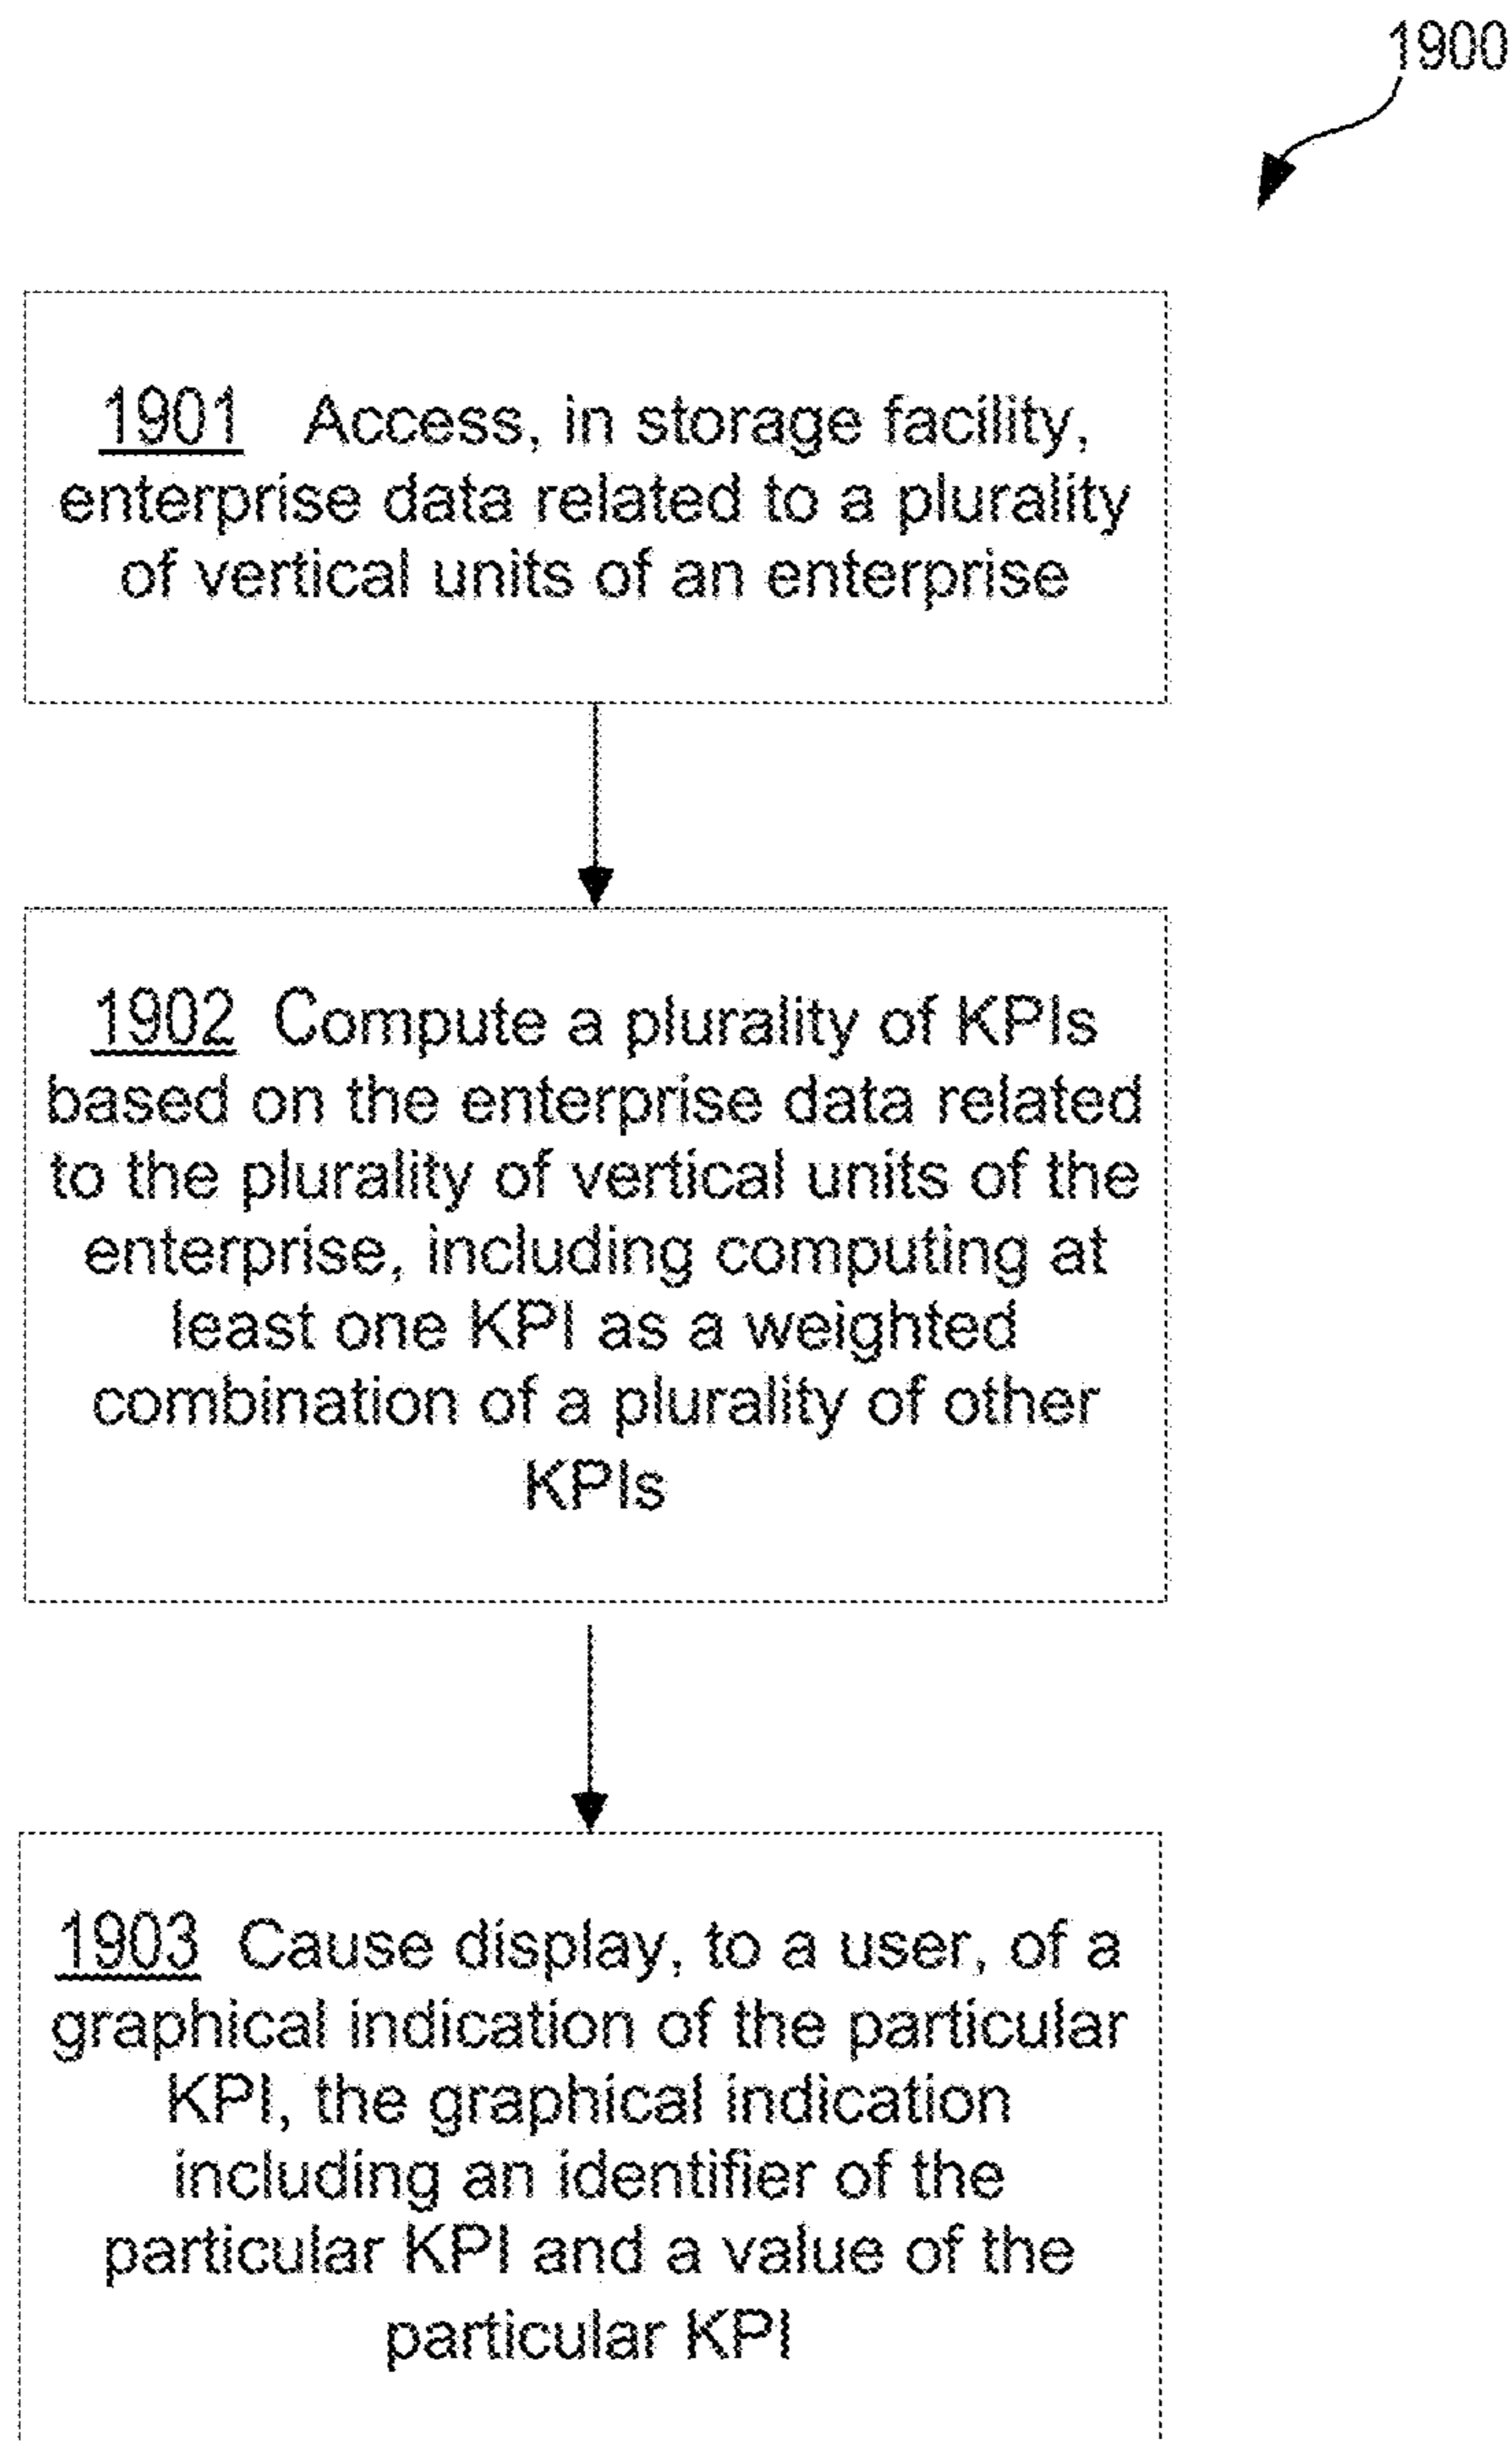 1900
1901 Access, in storage facility,
enterprise data related to a plurality
of vertical units of an enterprise
1902 Compute a plurality of KPIs
based on the enterprise data related
to the plurality of vertical units of the
enterprise, including computing at
least one KPI as a weighted
combination of a plurality of other
KPIs
1903 Cause display, to a user, of a
graphical indication of the particular
KPI, the graphical indication
including an identifier of the
particular KPI and a value of the
particular KPI